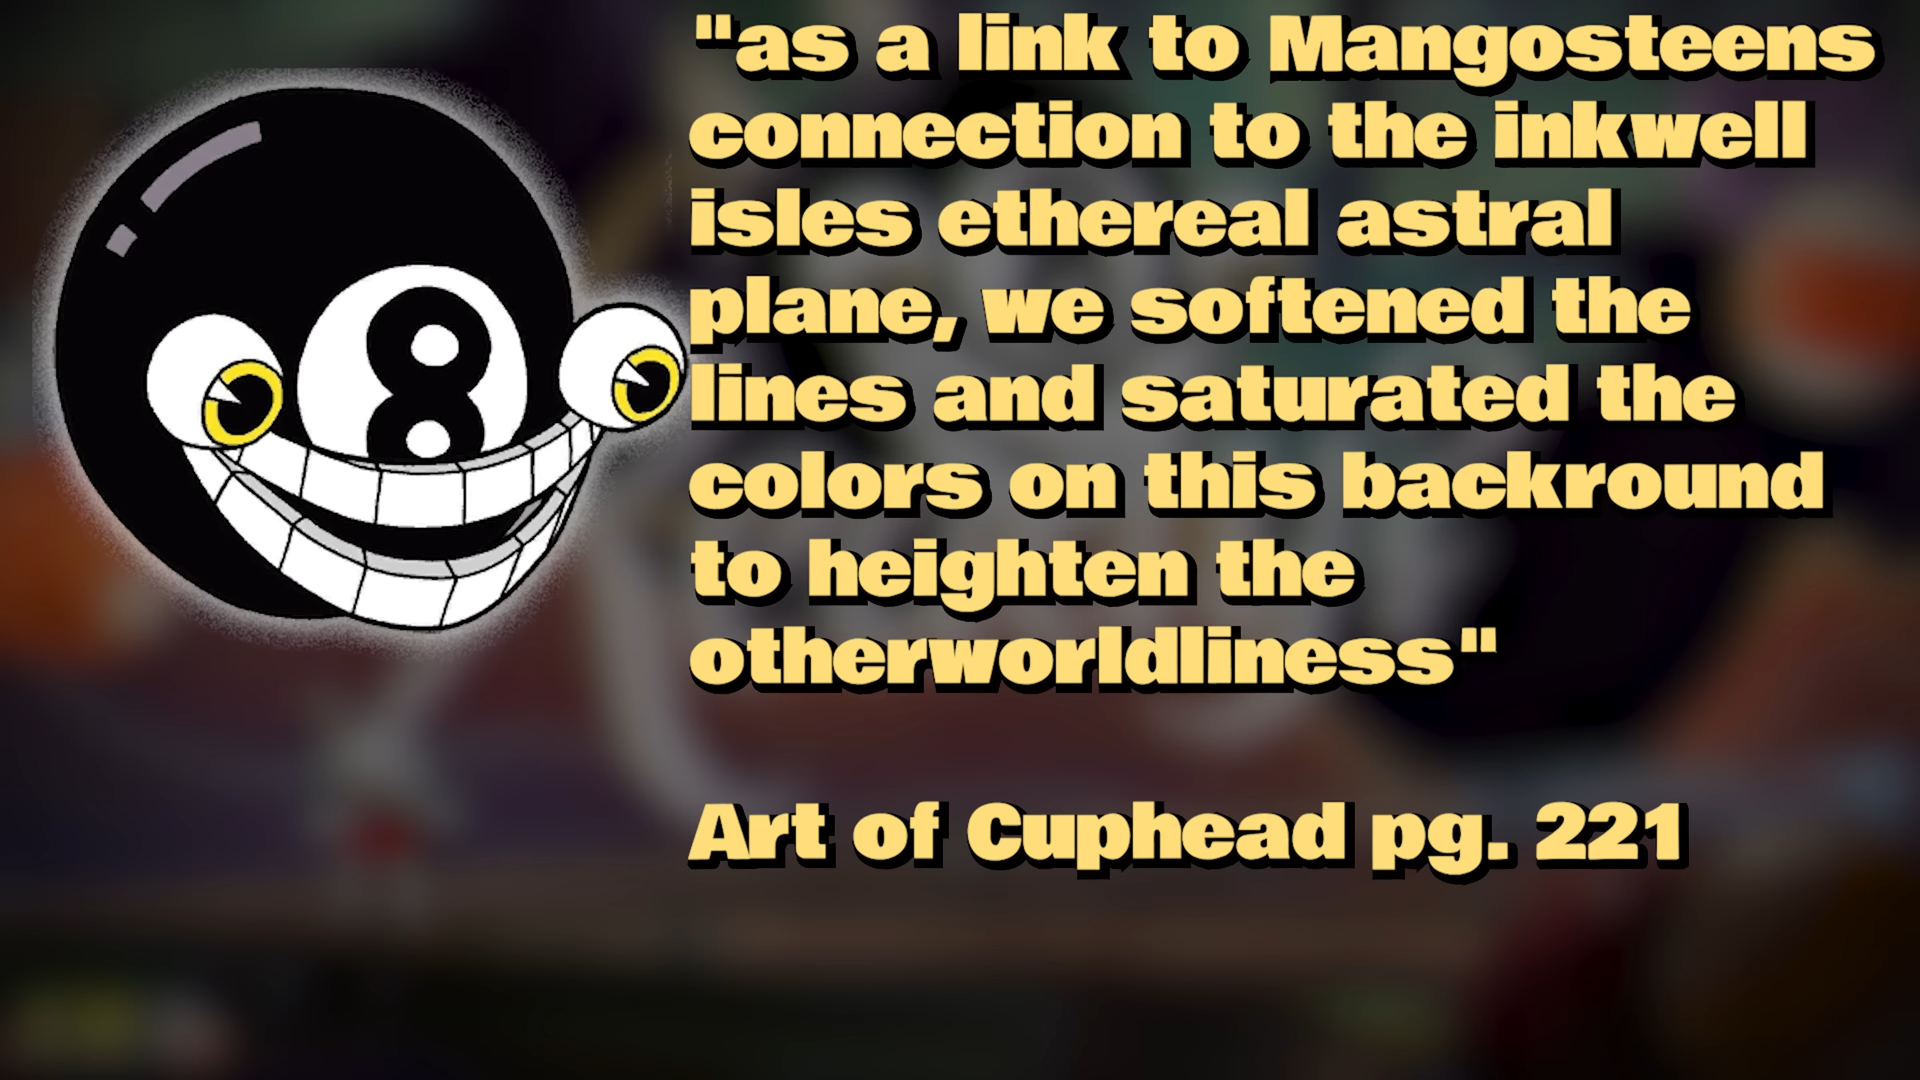 "as a link to Mangosteens
connection to the inkwell
isles ethereal astral
plane, we softened the
lines and saturated the
colors on this backround
to heighten the
otherworldliness"
Art of Cuphead pg. 221
8